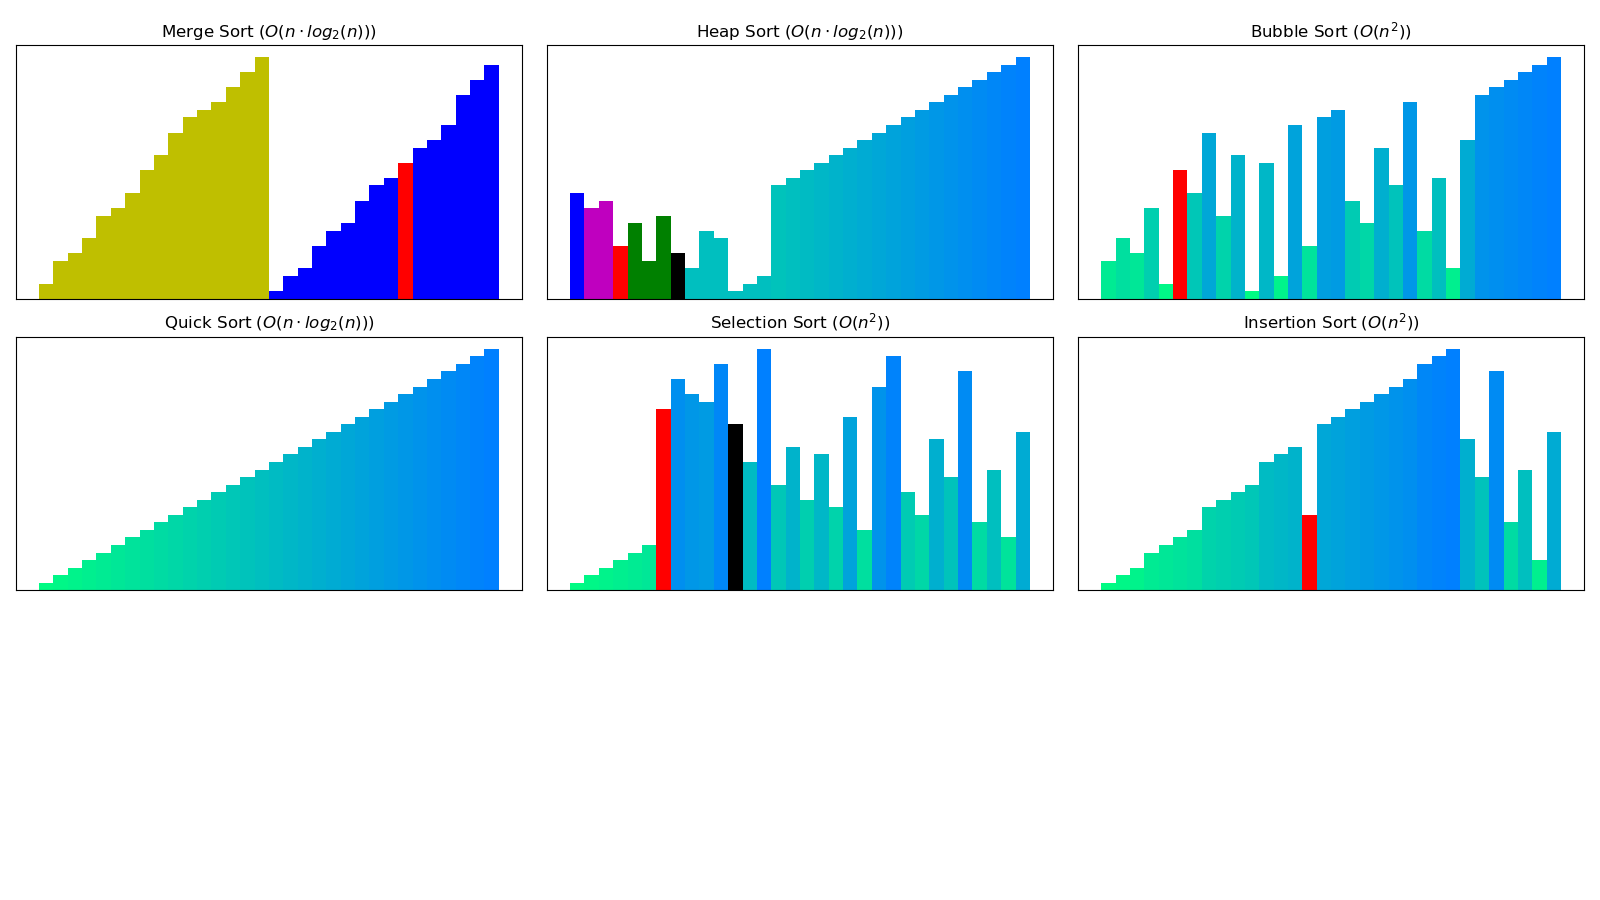 Merge Sort (O(n · log₂(n)))
Heap Sort (O(n · log₂(n)))
Bubble Sort (O(n²))
Quick Sort (O(n · log₂(n)))
Selection Sort (O(n²))
Insertion Sort (O(n²))